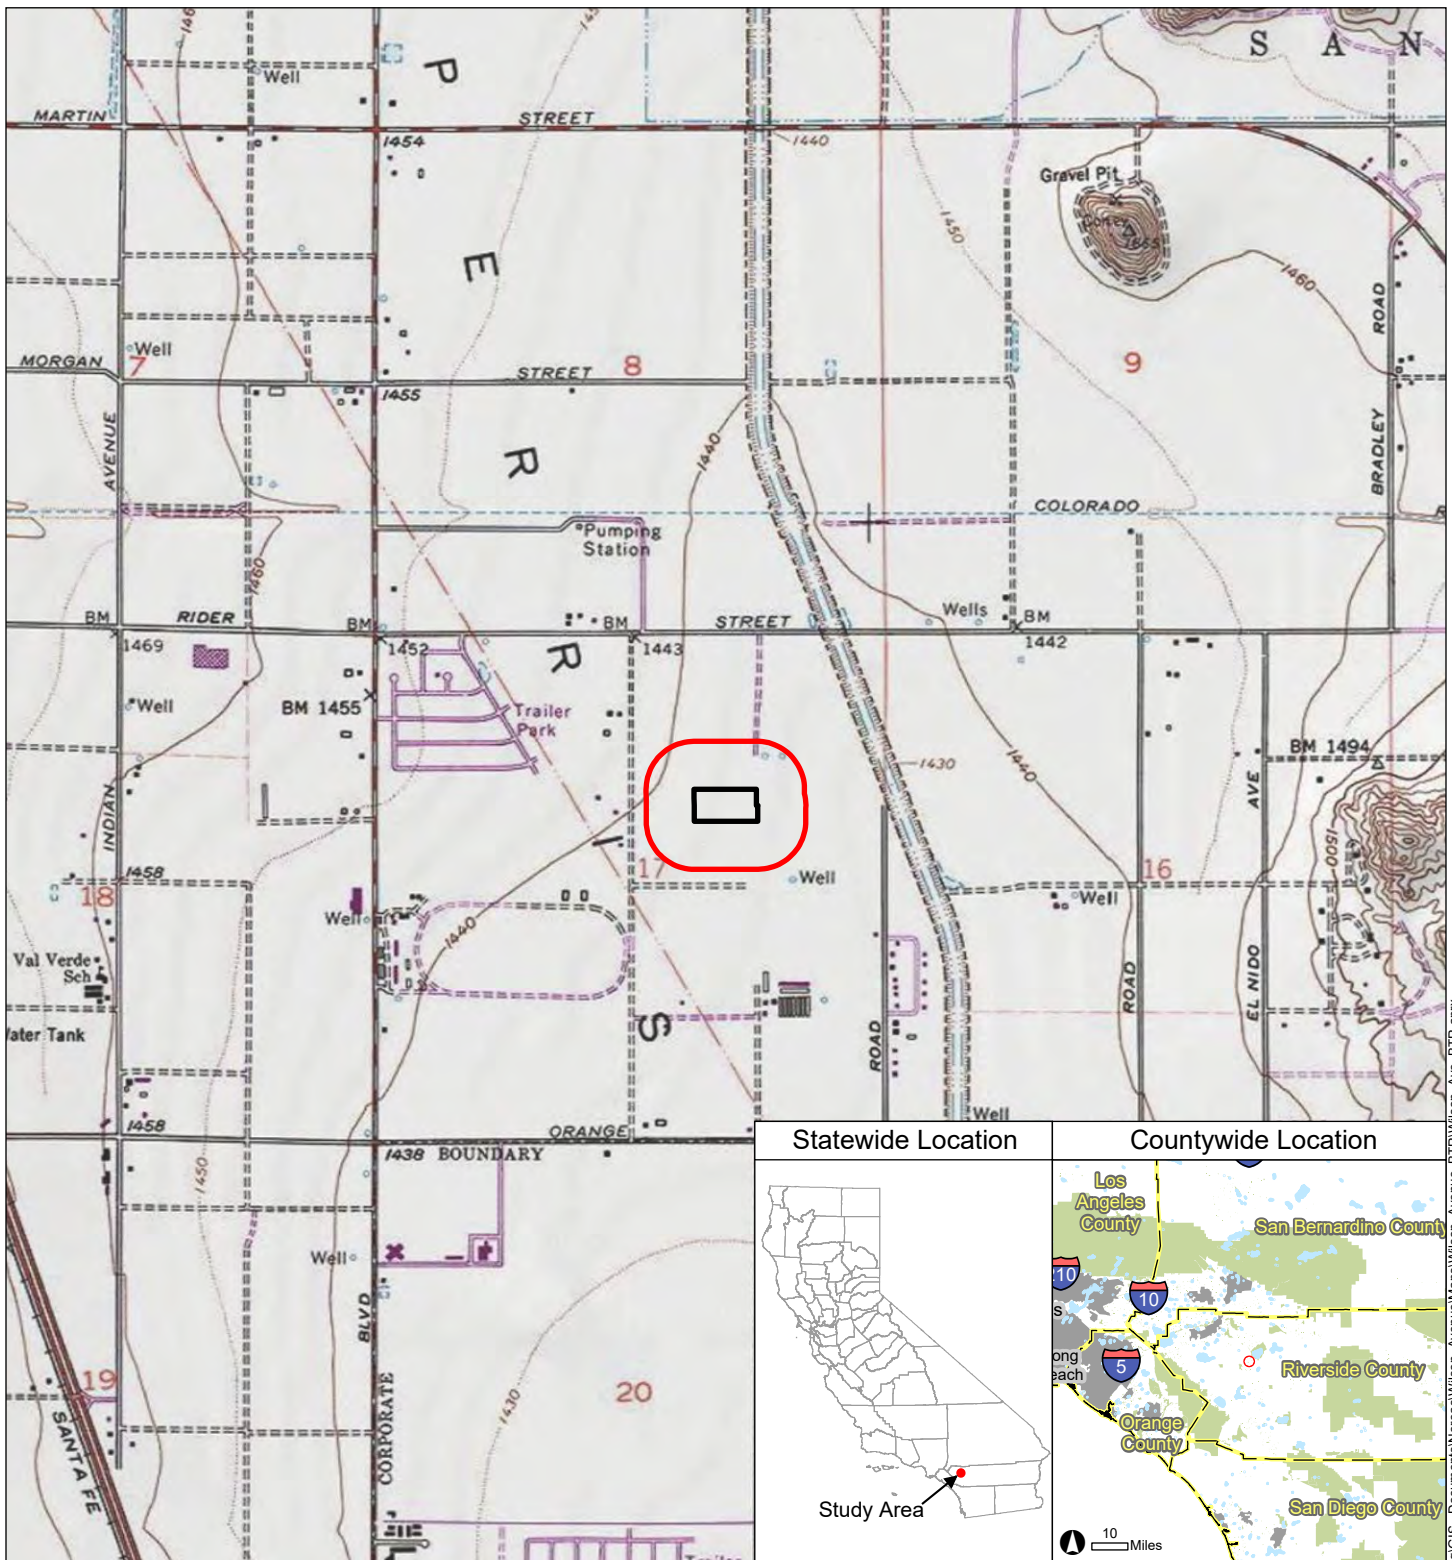 S A N
P
Well
MARTIN
STREET
1454
1440
Gravel Pit
1450
E
1460
ROAD
Well
MORGAN
7
STREET
8
9
1455
AVENUE
1440
BRADLEY
R
COLORADO
Pumping
Station
1460
Wells
BM
RIDER
BM
BM
STREET
BM
1469
1452
1443
1442
R
Well
BM 1455
Trailer
Park
BM 1494
1430
1440
AVE
INDIAN
I
1500
1458
17
16
18
Well
Well
Well
1440
Val Verde
Sch
EL NIDO
ROAD
ater Tank
S
ROAD
1458
Well
ORANGE
1438
BOUNDARY
1450
Well
BLVD
19
20
1430
SANTA FE
CORPORATE
Statewide Location
Study Area
Countywide Location
Los
Angeles
County
San Bernardino County
10
10
5
ong
each
Riverside County
Orange
County
San Diego County
10
Miles